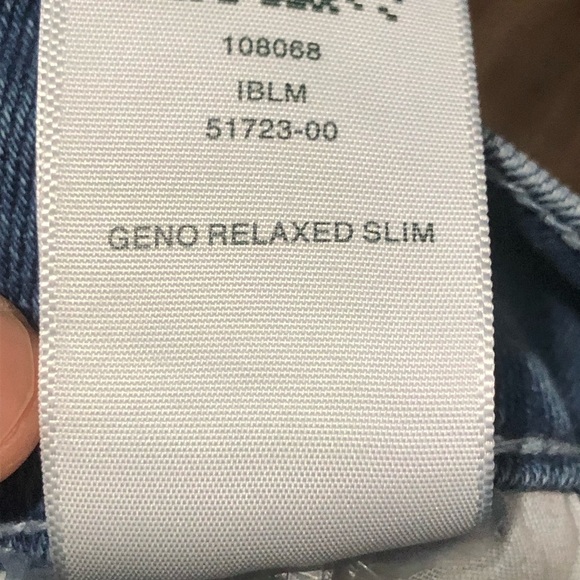 108068
IBLM
51723-00
GENO RELAXED SLIM